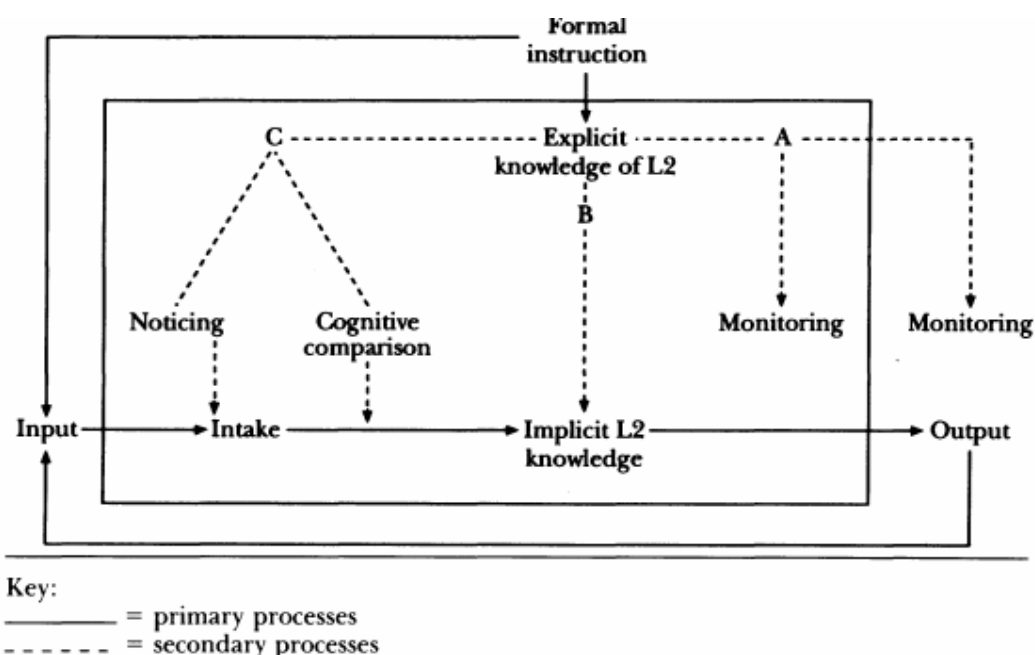 Formal
instruction
C
Explicit
knowledge of L2
A
B
Noticing
Cognitive
comparison
Monitoring
Monitoring
Input
Intake
Implicit L2
knowledge
Output
Key:
= primary processes
= secondary processes